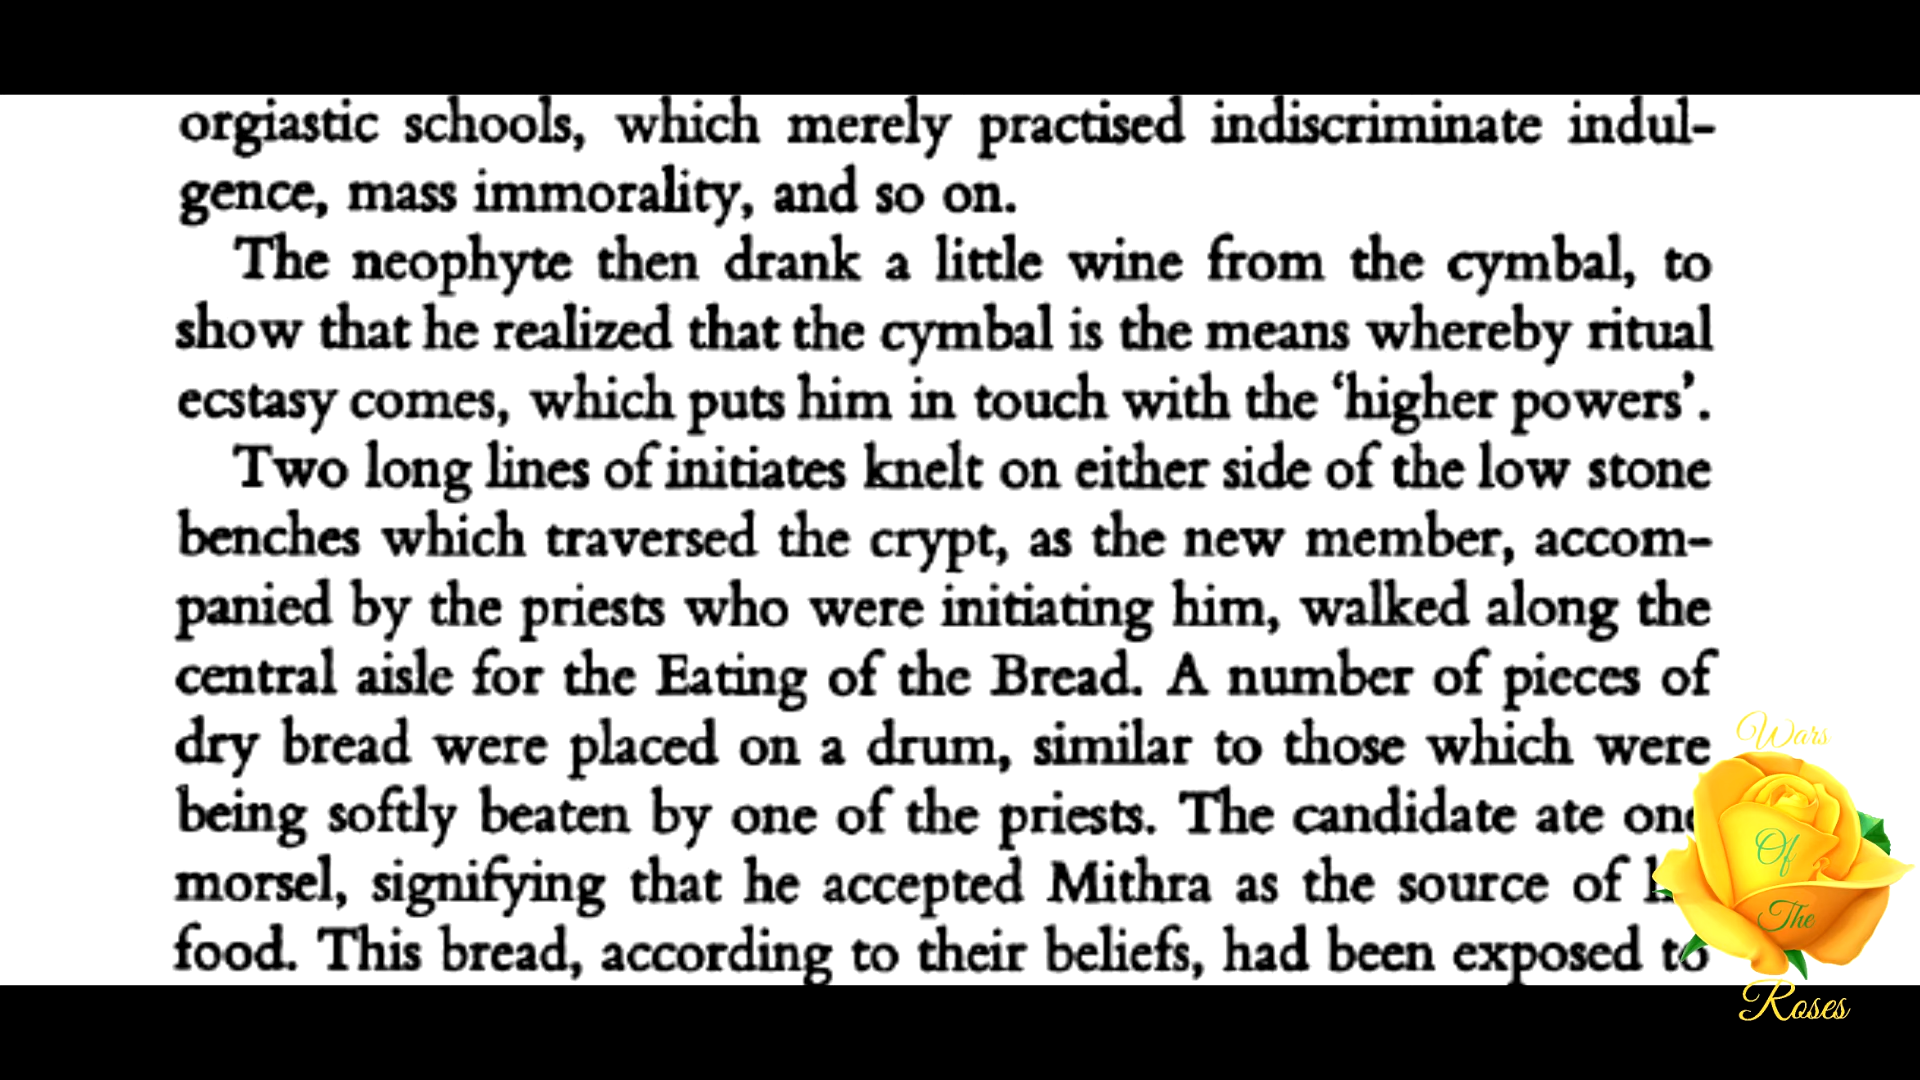 orgiastic schools, which merely practised indiscriminate indul-
gence, mass immorality, and so on.
The neophyte then drank a little wine from the cymbal, to
show that he realized that the cymbal is the means whereby ritual
ecstasy comes, which puts him in touch with the ‘higher powers’.
Two long lines of initiates knelt on either side of the low stone
benches which traversed the crypt, as the new member, accom-
panied by the priests who were initiating him, walked along the
central aisle for the Eating of the Bread. A number of pieces of
dry bread were placed on a drum, similar to those which were
being softly beaten by one of the priests. The candidate ate one
morsel, signifying that he accepted Mithra as the source of
food. This bread, according to their beliefs, had been exposed to
Wars
Of
The
Roses